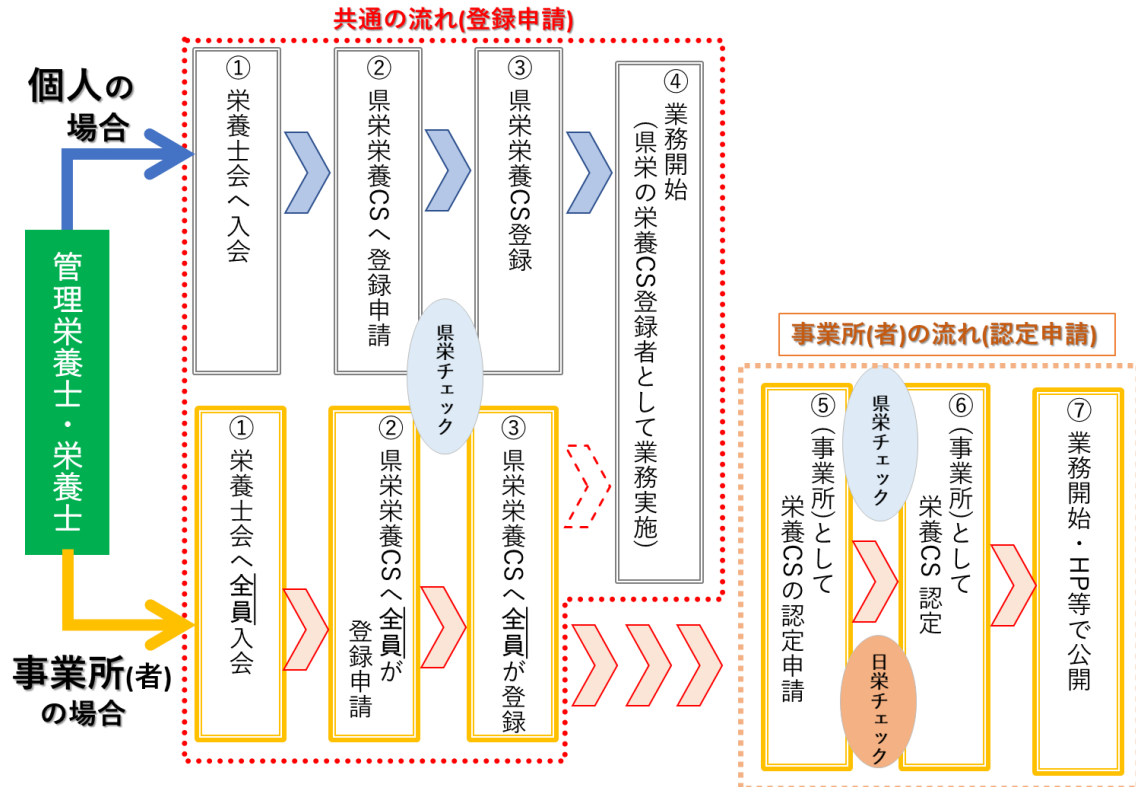 共通の流れ(登録申請)
個人の
場合
管理栄養士・栄養士
事業所(者)
の場合
① 栄養士会へ入会
② 県栄栄養CSへ登録申請
③ 県栄栄養CS登録
④ 業務開始
(県栄の栄養CS登録者として業務実施)
県栄チェック
① 栄養士会へ全員入会
② 県栄栄養CSへ全員が
登録申請
③ 県栄栄養CSへ全員が登録
事業所(者)の流れ(認定申請)
⑤ (事業所)として
栄養CSの認定申請
県栄チェック
日栄チェック
⑥ (事業所)として
栄養CS 認定
⑦ 業務開始・HP等で公開